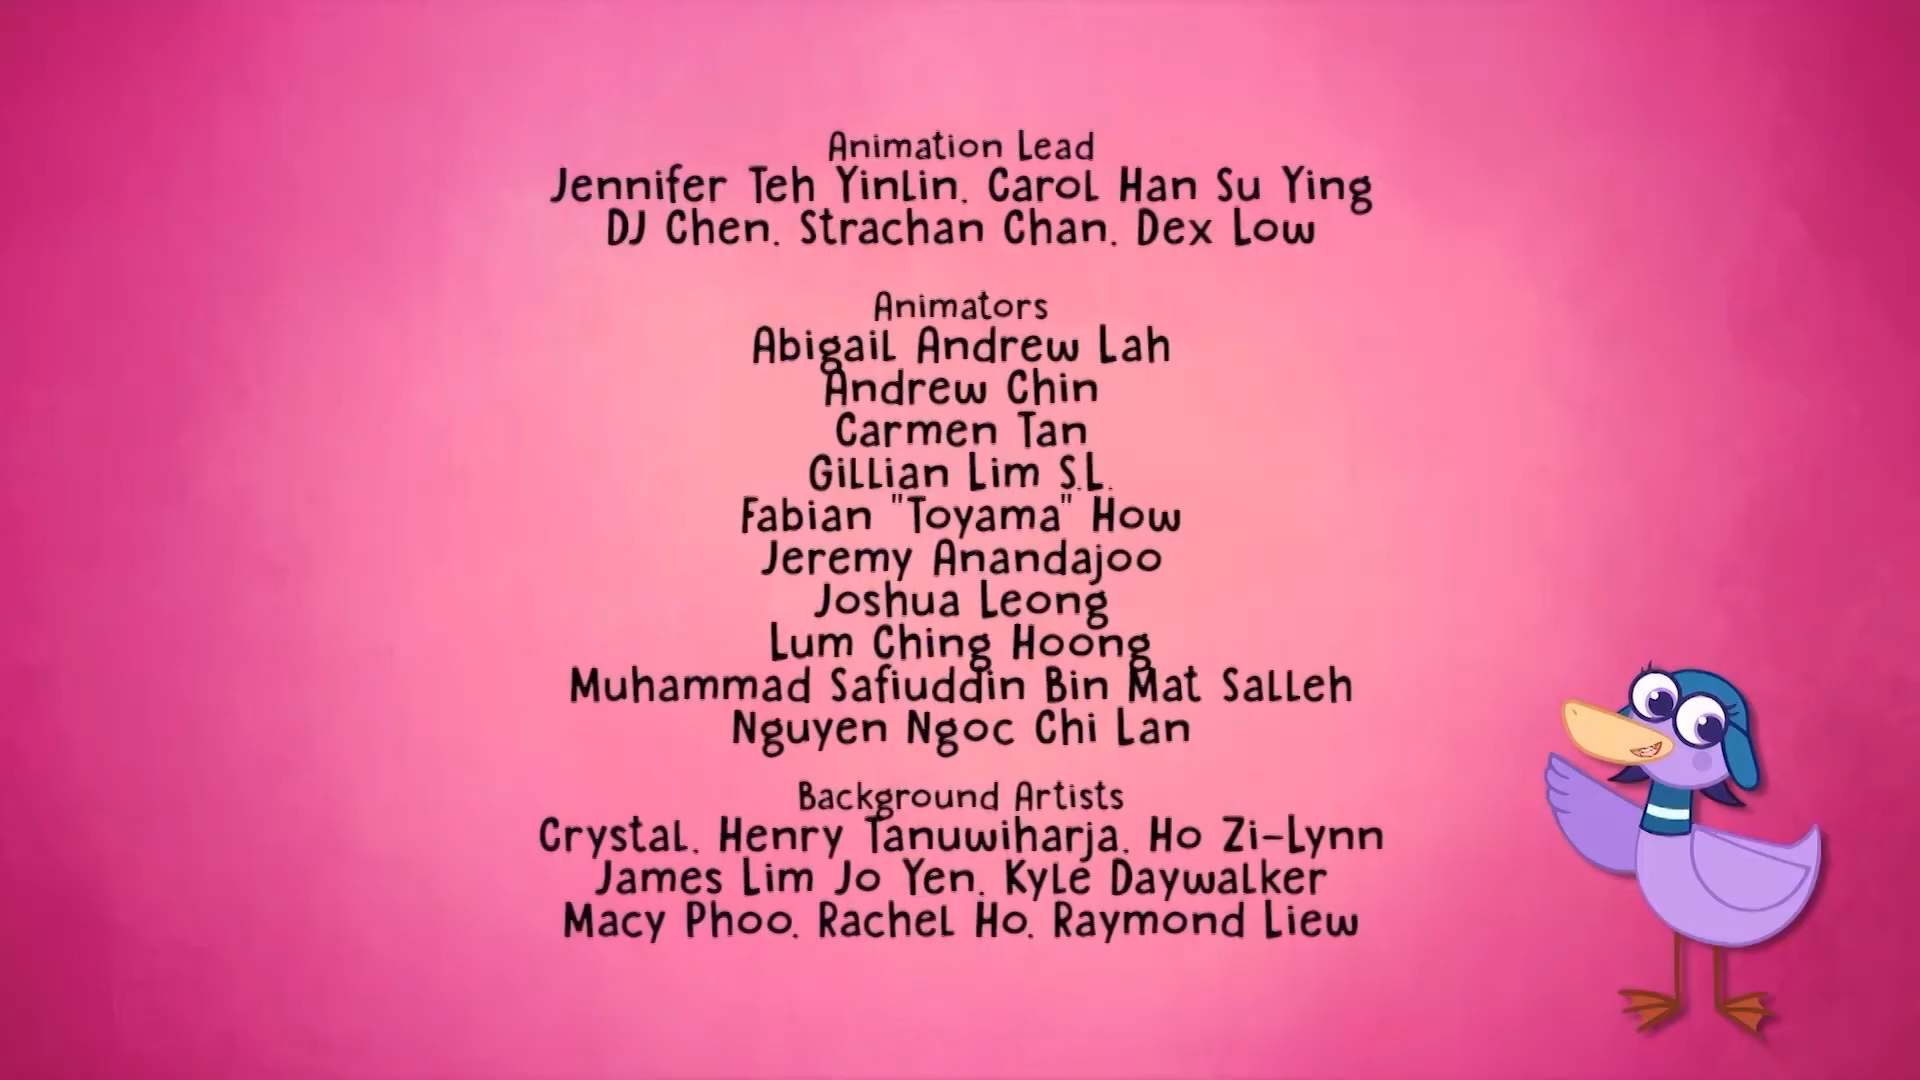 Animation Lead
Jennifer Teh Yinlin, Carol Han Su Ying
DJ Chen, Strachan Chan, Dex Low
Animators
Abigail Andrew Lah
Andrew Chin
Carmen Tan
Gillian Lim S.L.
Fabian "Toyama" How
Jeremy Anandajoo
Joshua Leong
Lum Ching Hoong
Muhammad Safiuddin Bin Mat Salleh
Nguyen Ngoc Chi Lan
Background Artists
Crystal, Henry Tanuwiharja, Ho Zi-Lynn
James Lim Jo Yen, Kyle Daywalker
Macy Phoo, Rachel Ho, Raymond Liew